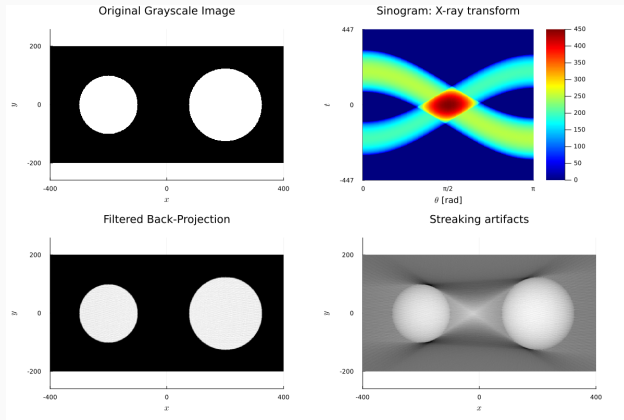 Original Grayscale Image
200
0
-200
y
-400
0
400
x
Sinogram: X-ray transform
447
0
-447
t
0
π/2
π
θ [rad]
450
400
350
300
250
200
150
100
50
0
Filtered Back-Projection
200
0
-200
y
-400
0
400
x
Streaking artifacts
200
0
-200
y
-400
0
400
x